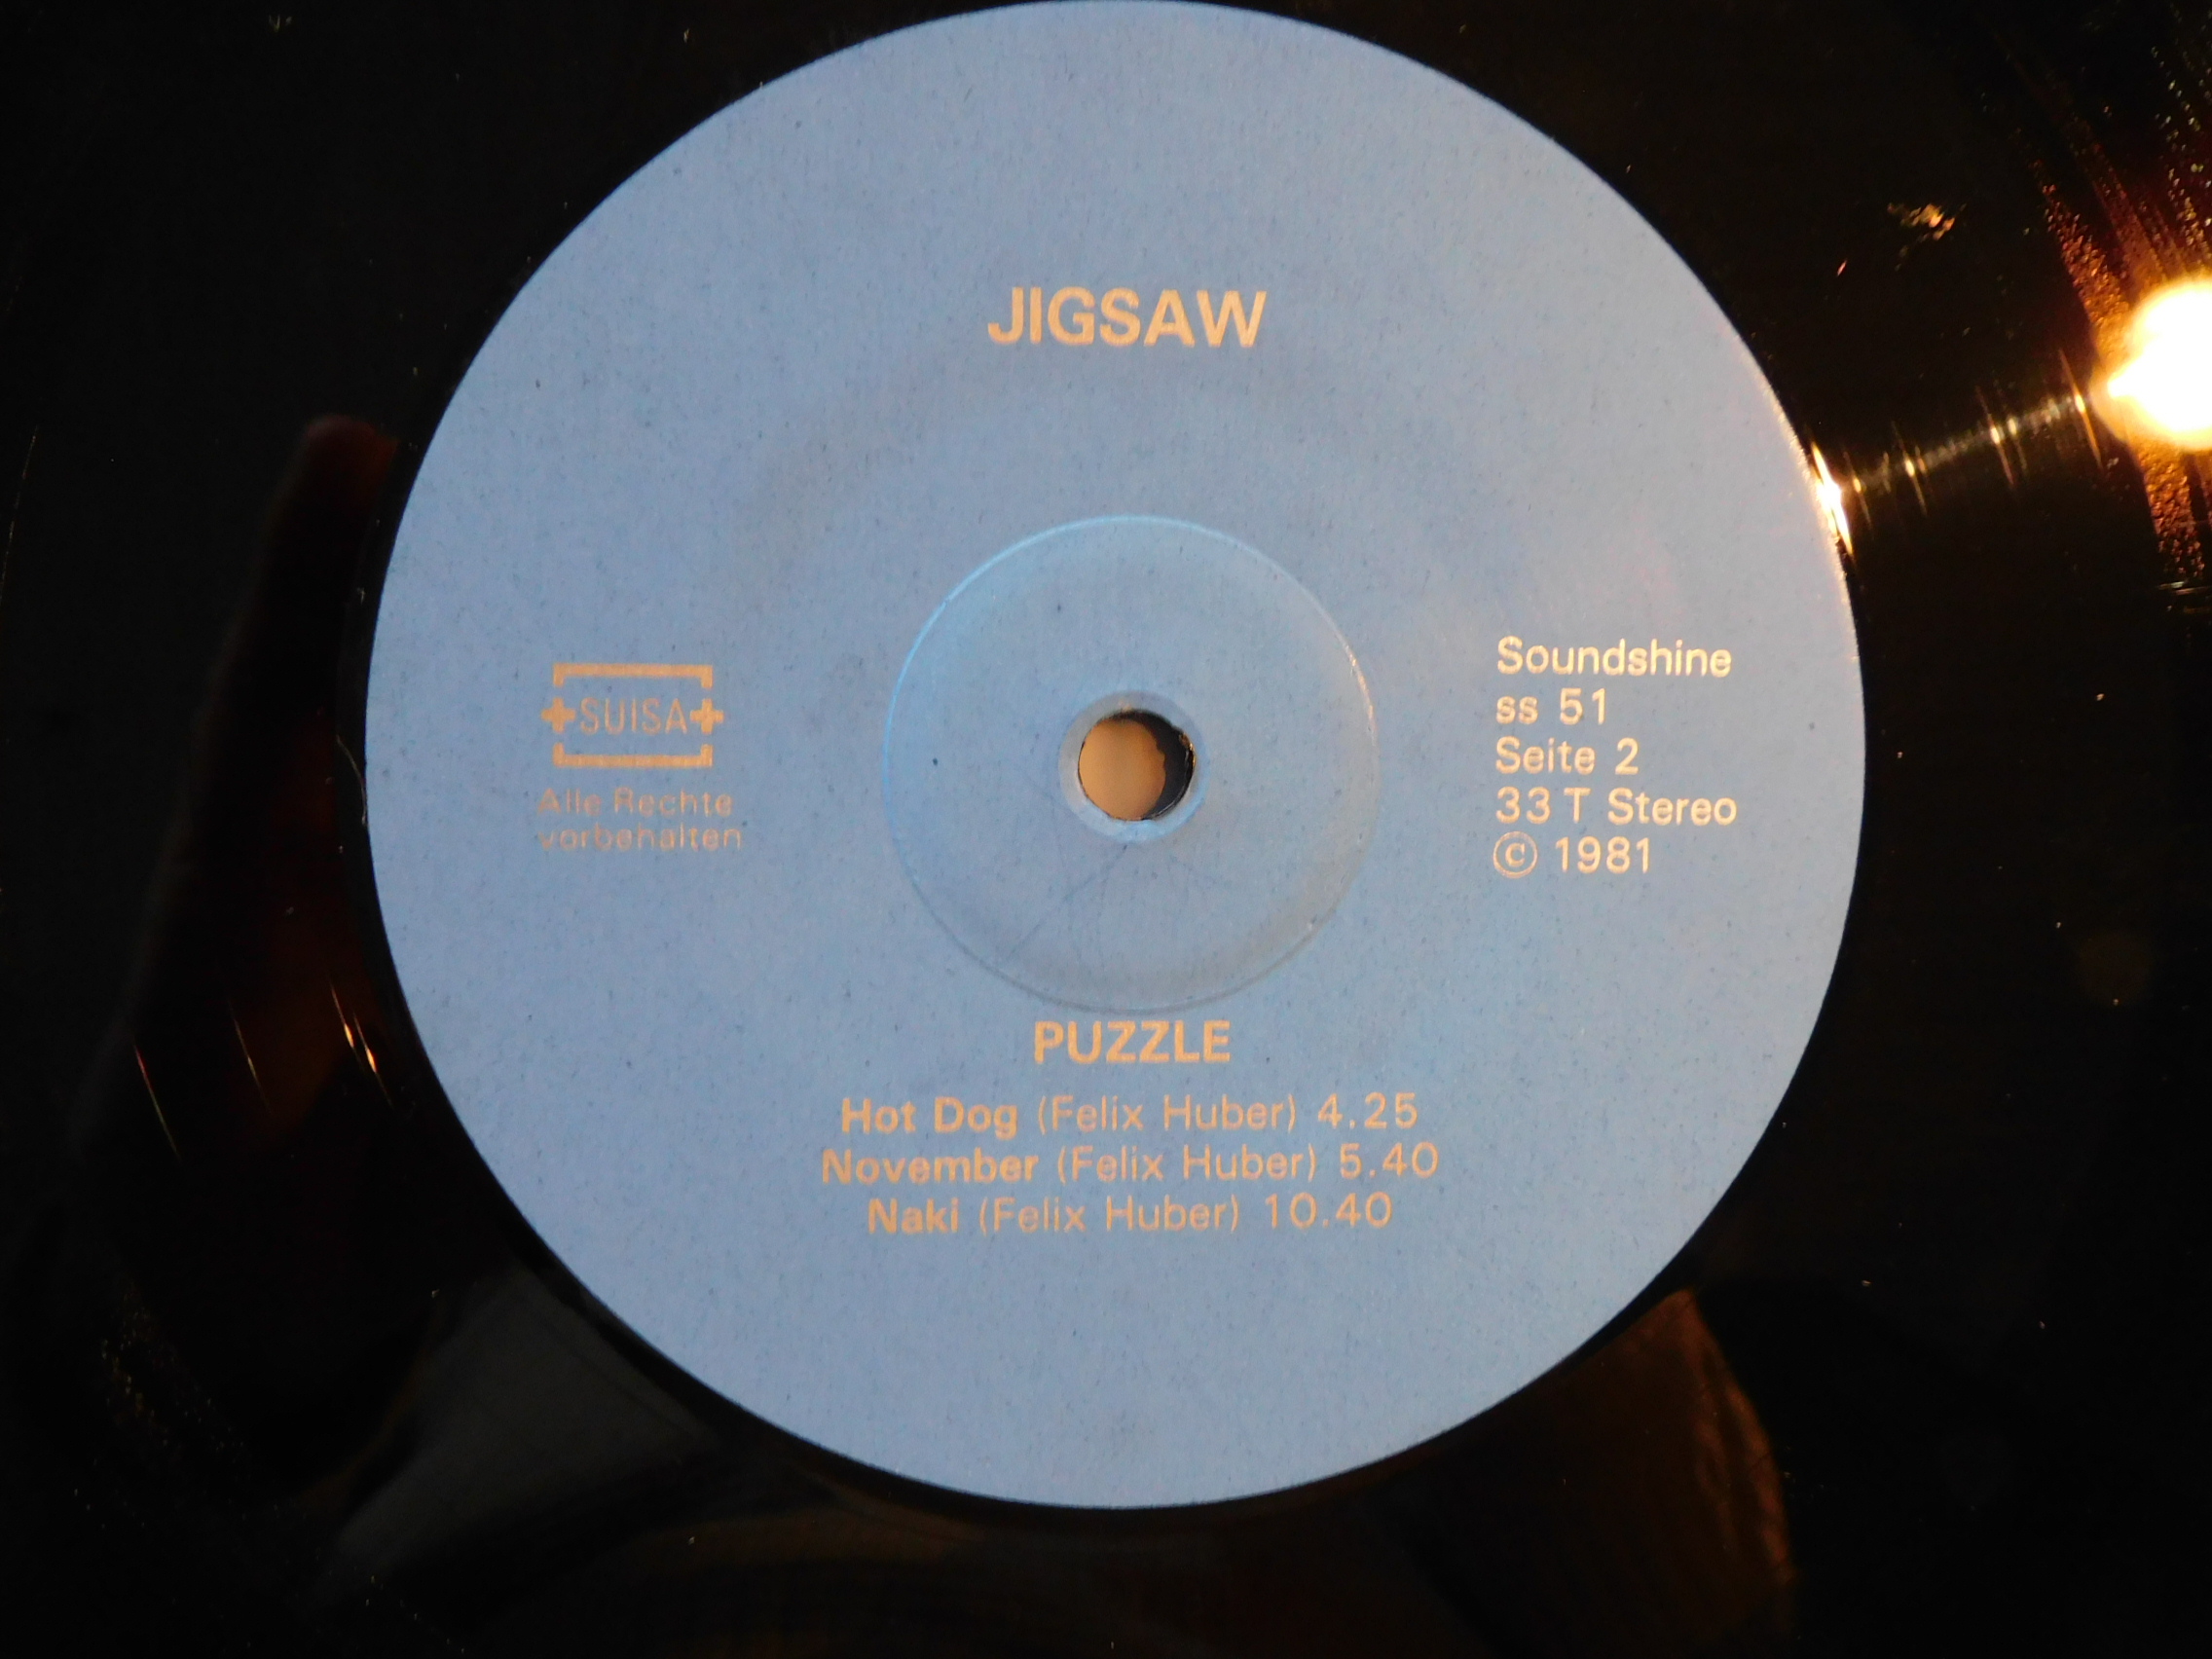 JIGSAW
SUISA
Alle Rechte
vorbehalten
Soundshine
ss 51
Seite 2
33 T Stereo
© 1981
PUZZLE
Hot Dog (Felix Huber) 4.25
November (Felix Huber) 5.40
Naki (Felix Huber) 10.40